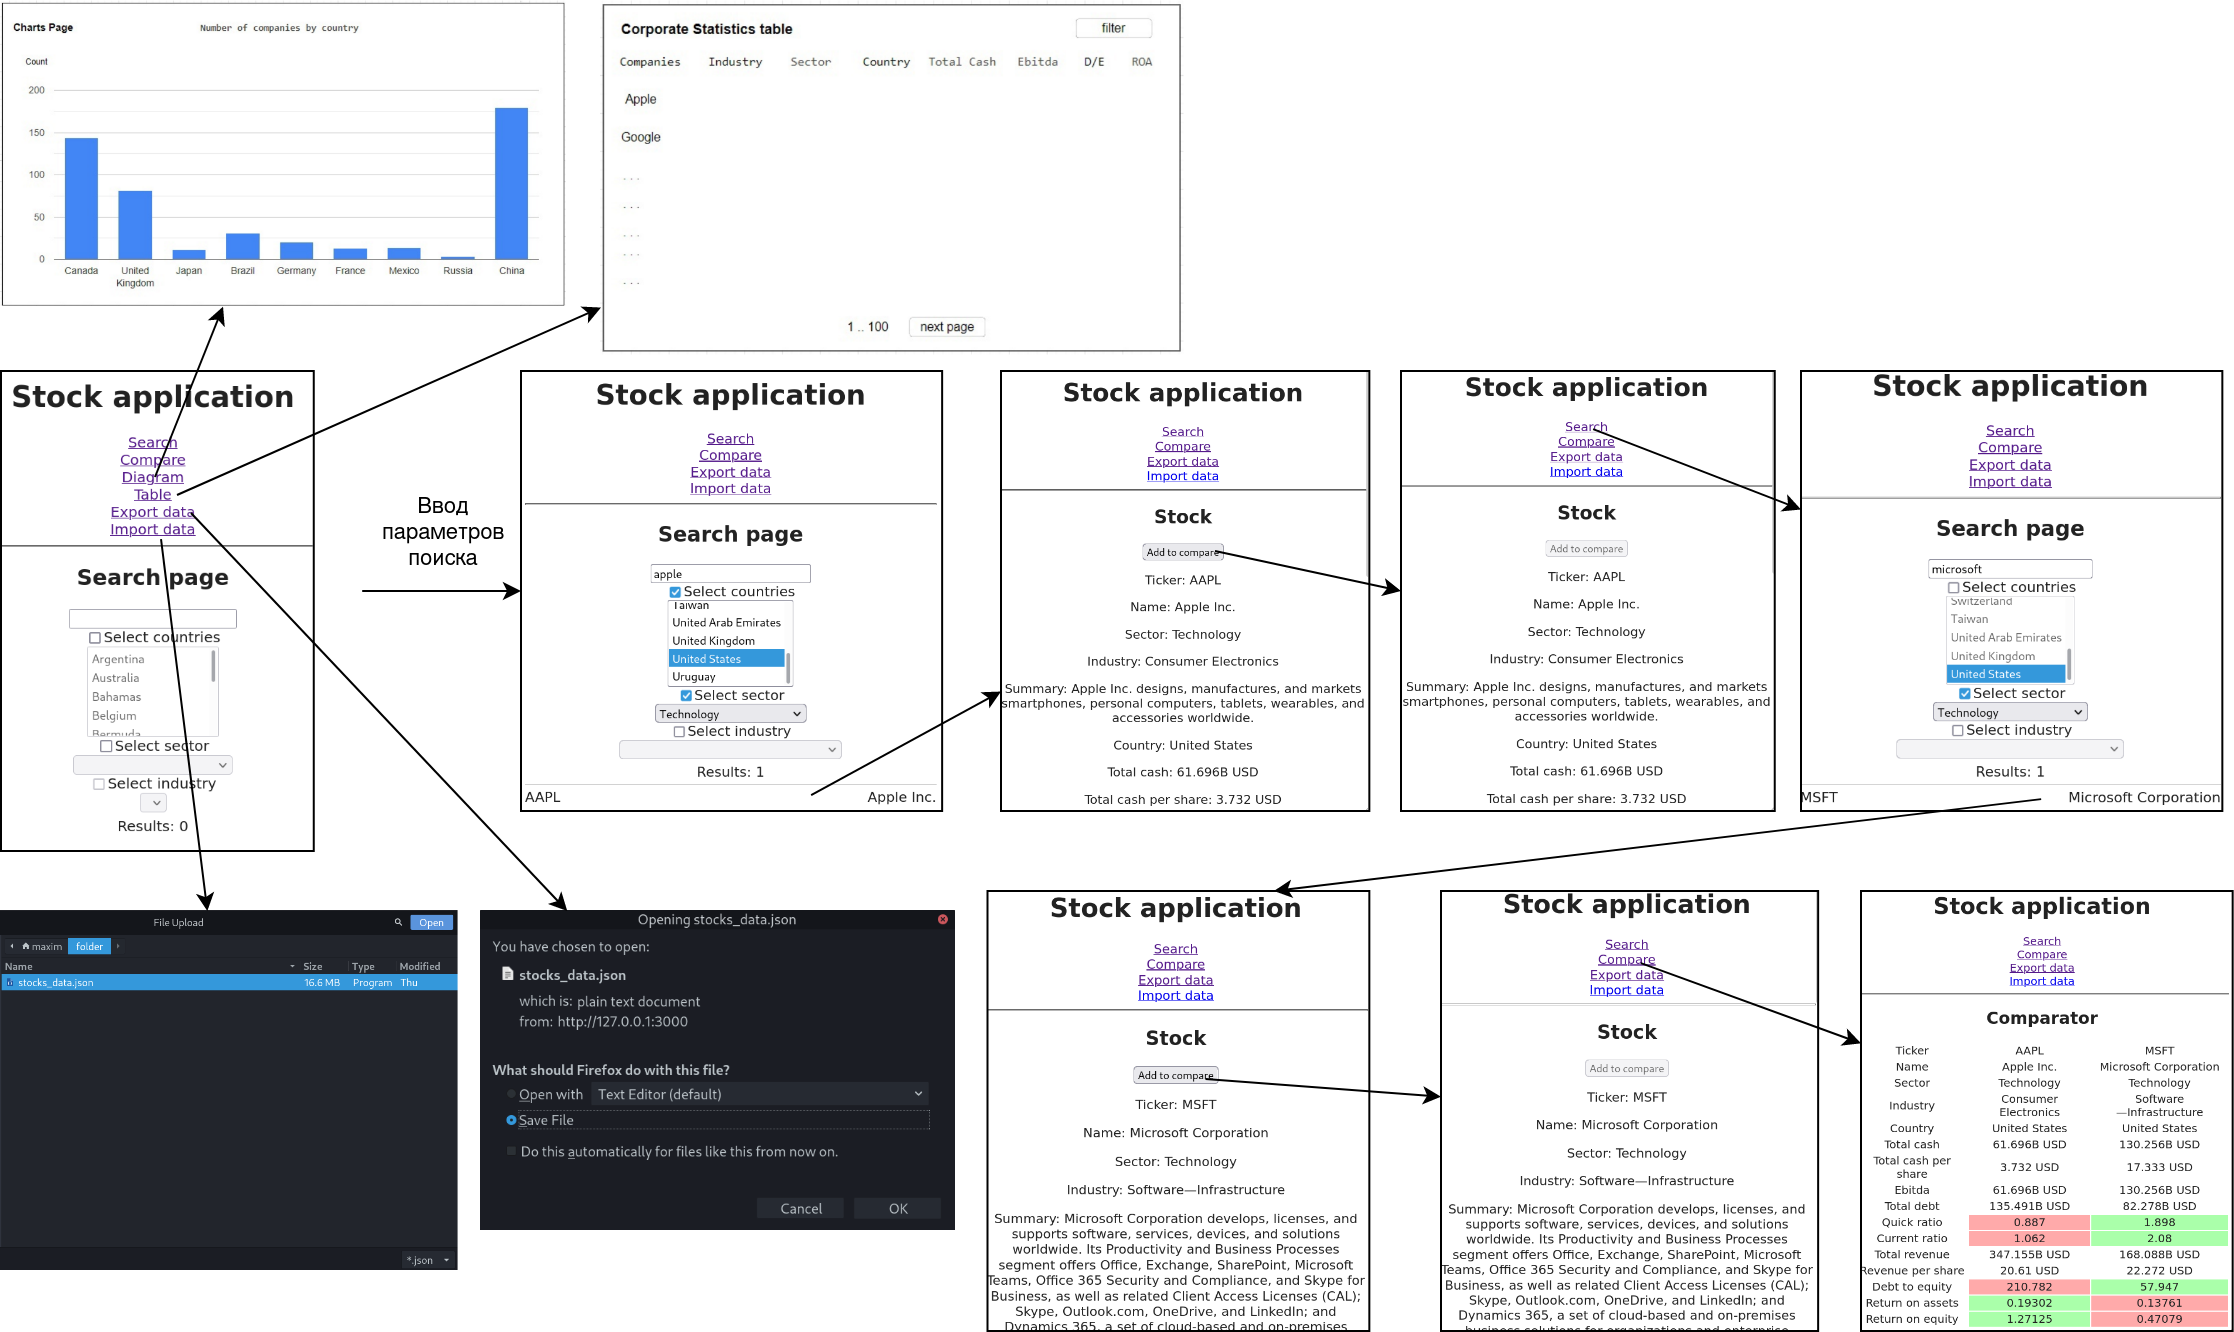 Charts Page
Number of companies by country
Count
200
150
100
50
0
Canada
United
Kingdom
Japan
Brazil
Germany
France
Mexico
Russia
China
Corporate Statistics table
filter
Companies Industry Sector Country Total Cash Ebitda D/E ROA
Apple
Google
. . .
. . .
. . .
. . .
. . .
1 .. 100 next page
Stock application
Search
Compare
Diagram
Table
Export data
Import data
Search page
Select countries
Argentina
Australia
Bahamas
Belgium
Bermuda
Select sector
Select industry
Results: 0
Ввод
параметров
поиска
Stock application
Search
Compare
Export data
Import data
Search page
apple
Select countries
Taiwan
United Arab Emirates
United Kingdom
United States
Uruguay
Select sector
Technology
Select industry
Results: 1
AAPL Apple Inc.
Stock application
Search
Compare
Export data
Import data
Stock
Add to compare
Ticker: AAPL
Name: Apple Inc.
Sector: Technology
Industry: Consumer Electronics
Summary: Apple Inc. designs, manufactures, and markets
smartphones, personal computers, tablets, wearables, and
accessories worldwide.
Country: United States
Total cash: 61.696B USD
Total cash per share: 3.732 USD
Stock application
Search
Compare
Export data
Import data
Stock
Add to compare
Ticker: AAPL
Name: Apple Inc.
Sector: Technology
Industry: Consumer Electronics
Summary: Apple Inc. designs, manufactures, and markets
smartphones, personal computers, tablets, wearables, and
accessories worldwide.
Country: United States
Total cash: 61.696B USD
Total cash per share: 3.732 USD
Stock application
Search
Compare
Export data
Import data
Search page
microsoft
Select countries
Switzerland
Taiwan
United Arab Emirates
United Kingdom
United States
Select sector
Technology
Select industry
Results: 1
MSFT Microsoft Corporation
File Upload
Open
maxim folder
Name Size Type Modified
stocks_data.json 16.6 MB Program Thu
*.json
Opening stocks_data.json
You have chosen to open:
stocks_data.json
which is: plain text document
from: http://127.0.0.1:3000
What should Firefox do with this file?
Open with Text Editor (default)
Save File
Do this automatically for files like this from now on.
Cancel OK
Stock application
Search
Compare
Export data
Import data
Stock
Add to compare
Ticker: MSFT
Name: Microsoft Corporation
Sector: Technology
Industry: Software—Infrastructure
Summary: Microsoft Corporation develops, licenses, and
supports software, services, devices, and solutions
worldwide. Its Productivity and Business Processes
segment offers Office, Exchange, SharePoint, Microsoft
Teams, Office 365 Security and Compliance, and Skype for
Business, as well as related Client Access Licenses (CAL);
Skype, Outlook.com, OneDrive, and LinkedIn; and
Dynamics 365, a set of cloud-based and on-premises
Stock application
Search
Compare
Export data
Import data
Stock
Add to compare
Ticker: MSFT
Name: Microsoft Corporation
Sector: Technology
Industry: Software—Infrastructure
Summary: Microsoft Corporation develops, licenses, and
supports software, services, devices, and solutions
worldwide. Its Productivity and Business Processes
segment offers Office, Exchange, SharePoint, Microsoft
Teams, Office 365 Security and Compliance, and Skype for
Business, as well as related Client Access Licenses (CAL);
Skype, Outlook.com, OneDrive, and LinkedIn; and
Dynamics 365, a set of cloud-based and on-premises
business solutions for organizations and enterprise
Stock application
Search
Compare
Export data
Import data
Comparator
Ticker AAPL MSFT
Name Apple Inc. Microsoft Corporation
Sector Technology Technology
Industry Consumer Electronics Software —Infrastructure
Country United States United States
Total cash 61.696B USD 130.256B USD
Total cash per share 3.732 USD 17.333 USD
Ebitda 61.696B USD 130.256B USD
Total debt 135.491B USD 82.278B USD
Quick ratio 0.887 1.898
Current ratio 1.062 2.08
Total revenue 347.155B USD 168.088B USD
Revenue per share 20.61 USD 22.272 USD
Debt to equity 210.782 57.947
Return on assets 0.19302 0.13761
Return on equity 1.27125 0.47079